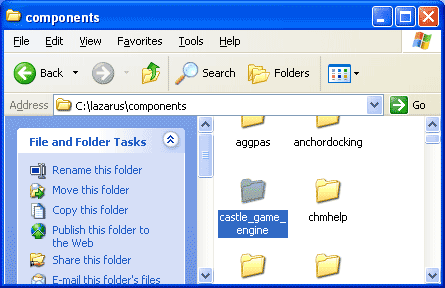 components
File Edit View Favorites Tools Help
Back Search Folders
Address C:\lazarus\components Go
File and Folder Tasks
Rename this folder
Move this folder
Copy this folder
Publish this folder to
the Web
Share this folder
E-mail this folder's files
aggpas anchordocking
castle_game_
engine
chmhelp